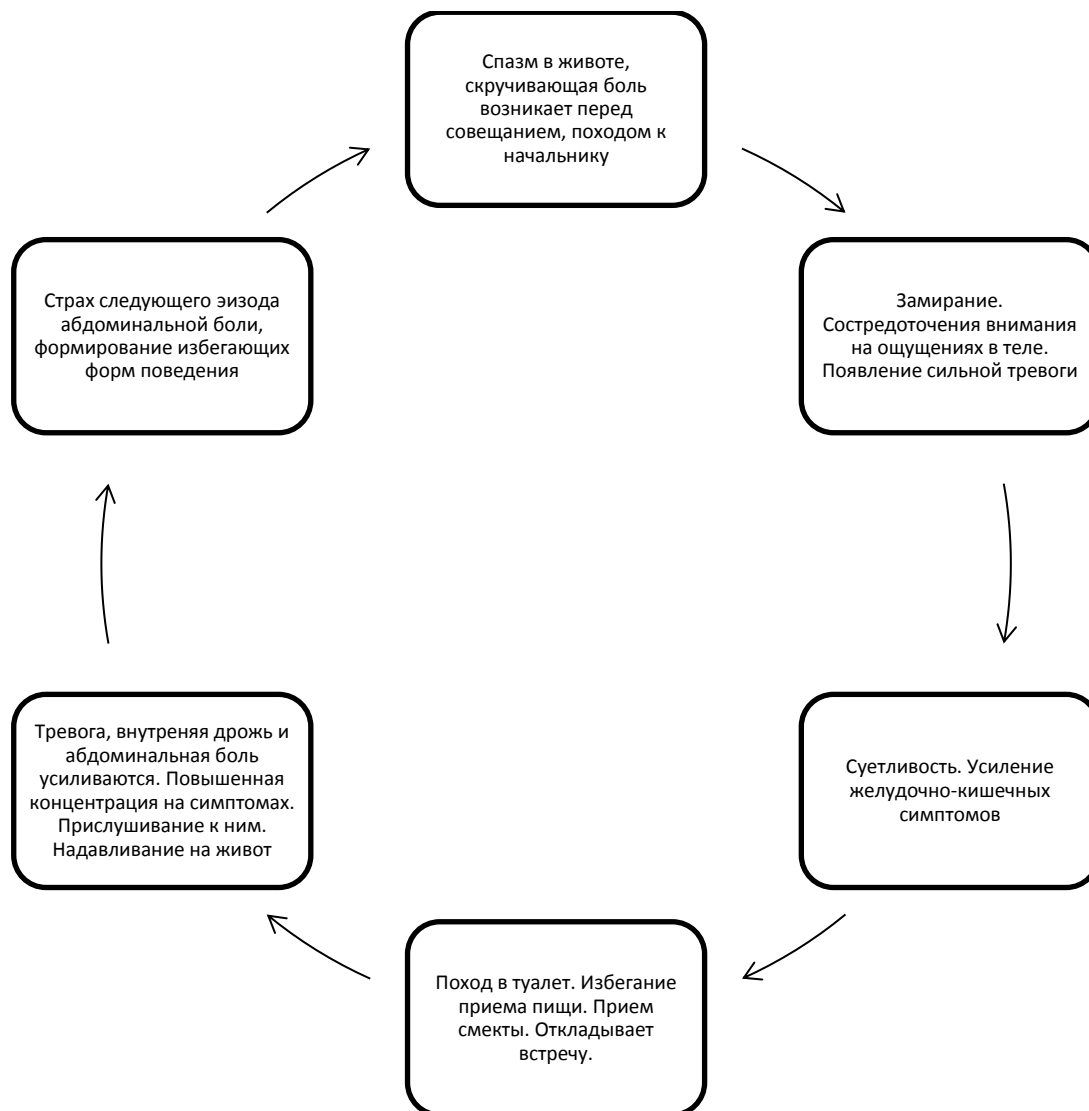 Спазм в животе,
скручивающая боль
возникает перед
совещанием, походом к
начальнику
Замирание.
Состредоточения внимания
на ощущениях в теле.
Появление сильной тревоги
Суетливость. Усиление
желудочно-кишечных
симптомов
Поход в туалет. Избегание
приема пищи. Прием
смекты. Откладывает
встречу.
Тревога, внутреняя дрожь и
абдоминальная боль
усиливаются. Повышенная
концентрация на симптомах.
Прислушивание к ним.
Надавливание на живот
Страх следующего эизода
абдоминальной боли,
формирование избегающих
форм поведения